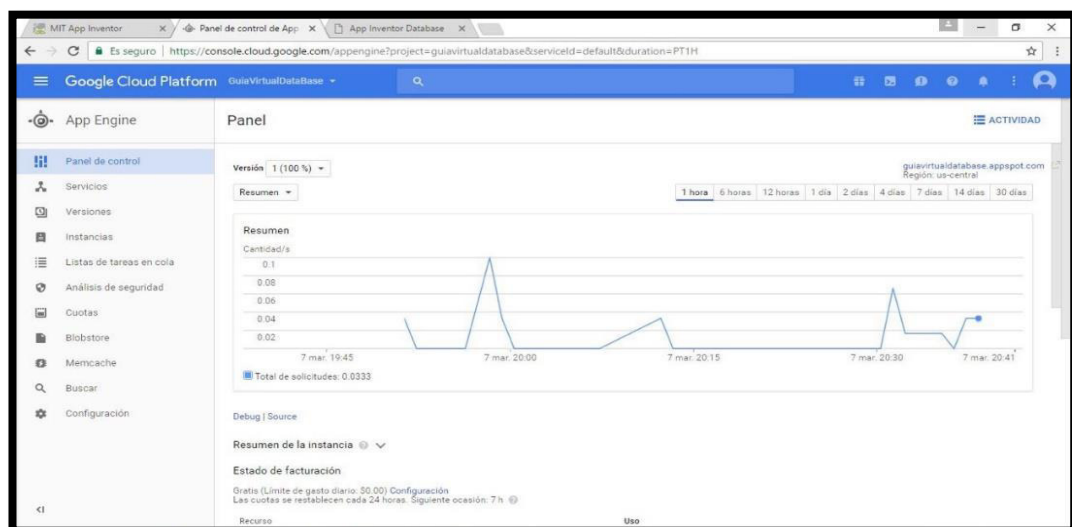 MIT App Inventor
Panel de control de App
App Inventor Database
Es seguro | https://console.cloud.google.com/appengine?project=guiavirtualdatabase&serviceId=default&duration=PT1H
Google Cloud Platform GuiaVirtualDataBase
App Engine
Panel
ACTIVIDAD
Panel de control
Servicios
Versiones
Instancias
Listas de tareas en cola
Análisis de seguridad
Cuotas
Blobstore
Memcache
Buscar
Configuración
Versión 1 (100 %)
guiavirtualdatabase.appspot.com
Región: us-central
Resumen
1 hora 6 horas 12 horas 1 día 2 días 4 días 7 días 14 días 30 días
Resumen
Cantidad/s
0.1
0.08
0.06
0.04
0.02
7 mar. 19:45 7 mar. 20:00 7 mar. 20:15 7 mar. 20:30 7 mar. 20:41
Total de solicitudes: 0.0333
Debug | Source
Resumen de la instancia
Estado de facturación
Gratis (Límite de gasto diario: $0.00) Configuración
Las cuotas se restablecen cada 24 horas. Siguiente ocasión: 7 h
Recurso Uso